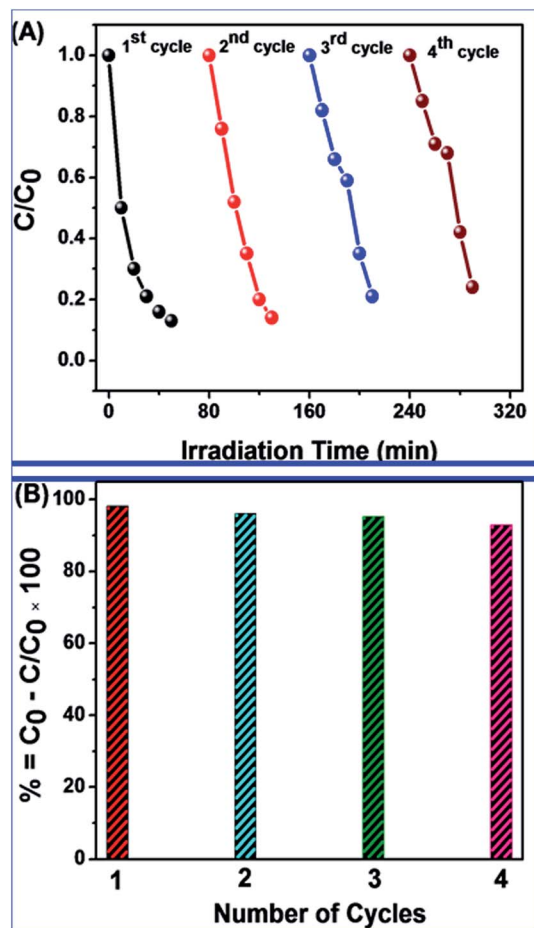 (A)
1st cycle 2nd cycle 3rd cycle 4th cycle
1.0
0.8
0.6
0.4
0.2
0.0
C/C0
0 80 160 240 320
Irradiation Time (min)
(B)
100
80
60
40
20
0
% = C0 - C/C0 × 100
1 2 3 4
Number of Cycles